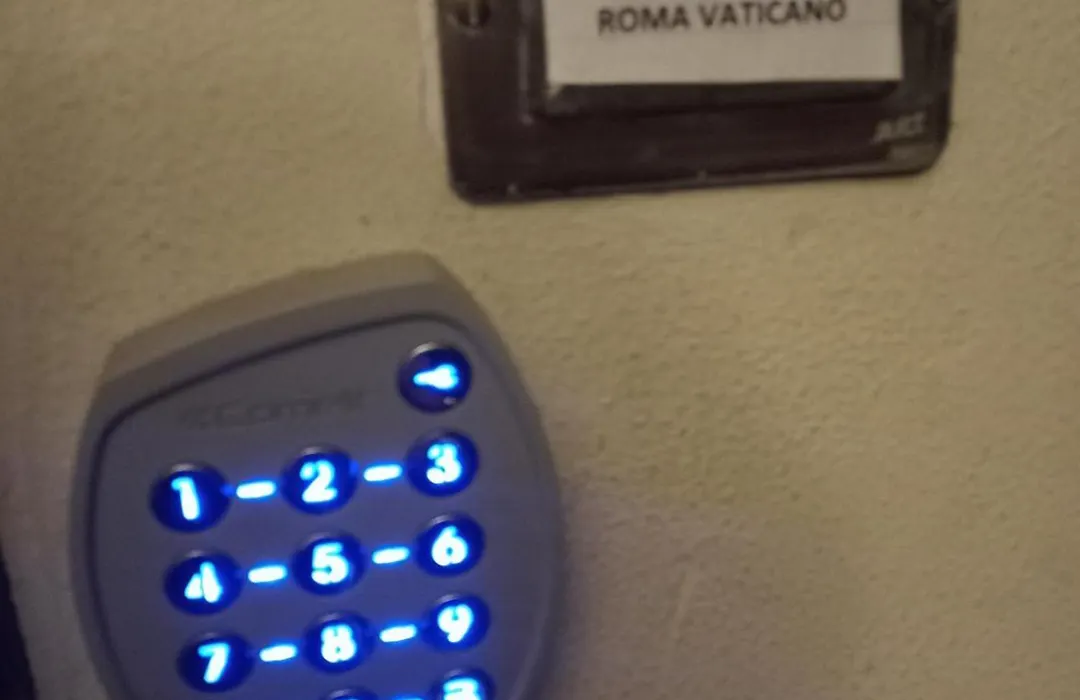 ROMA VATICANO
1 - 2 - 3
4 - 5 - 6
7 - 8 - 9